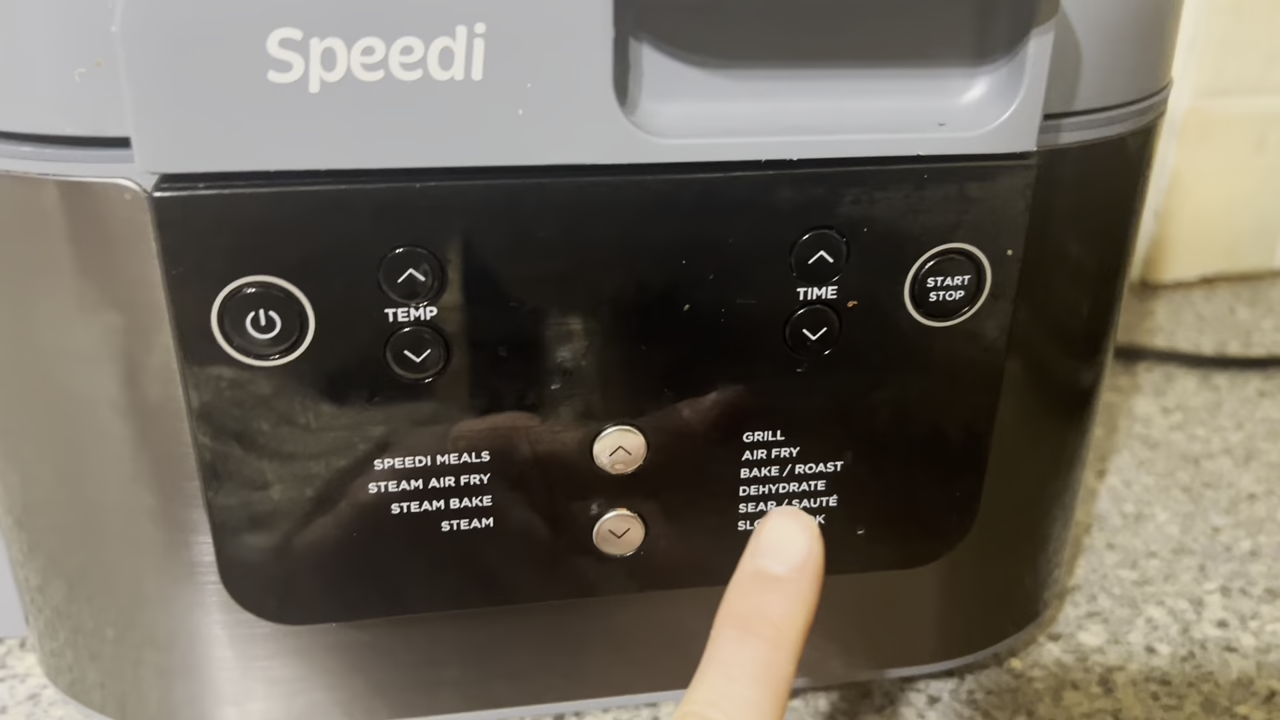 Speedi
TEMP
TIME
START
STOP
SPEEDI MEALS
STEAM AIR FRY
STEAM BAKE
STEAM
GRILL
AIR FRY
BAKE / ROAST
DEHYDRATE
SEAR / SAUTÉ